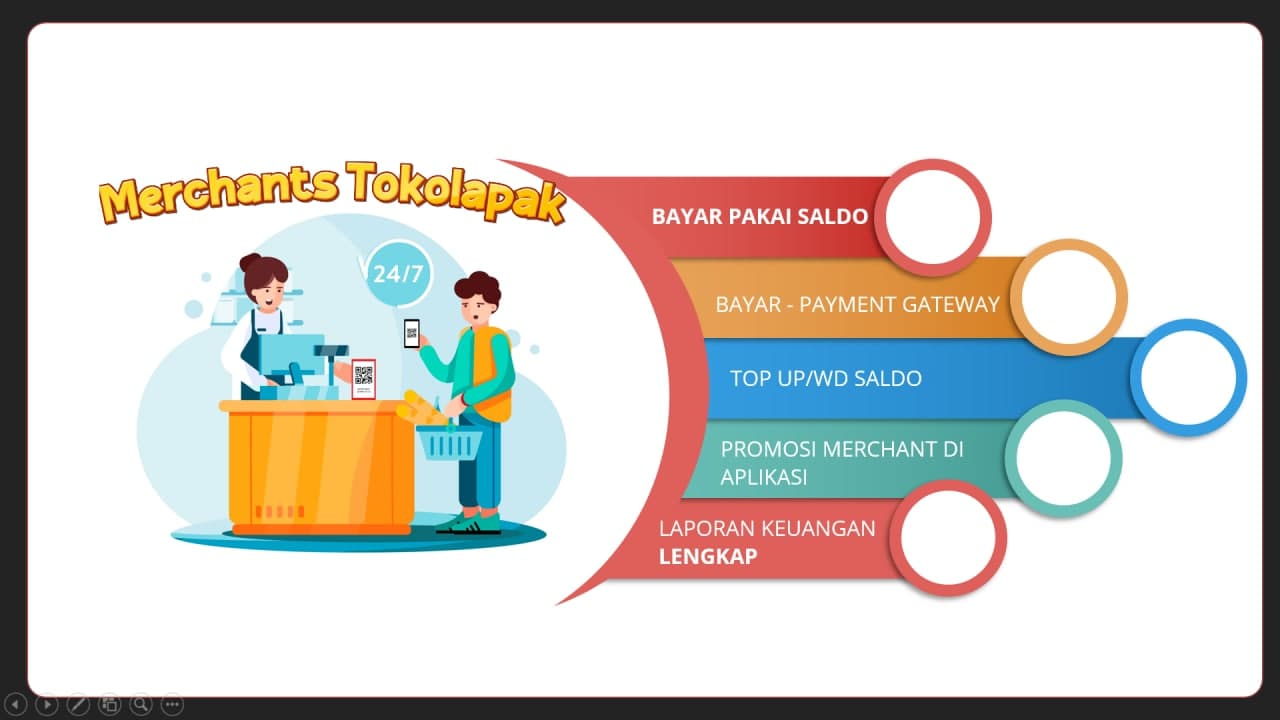 Merchants Tokolapak
24/7
BAYAR PAKAI SALDO
BAYAR - PAYMENT GATEWAY
TOP UP/WD SALDO
PROMOSI MERCHANT DI
APLIKASI
LAPORAN KEUANGAN
LENGKAP